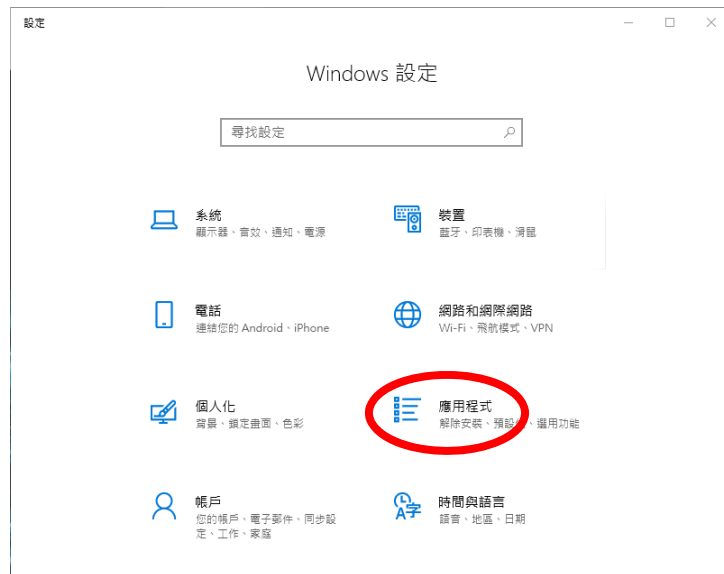 設定
Windows 設定
尋找設定
系統
顯示器、音效、通知、電源
裝置
藍牙、印表機、滑鼠
電話
連結您的 Android、iPhone
網路和網際網路
Wi-Fi、飛航模式、VPN
個人化
背景、鎖定畫面、色彩
應用程式
解除安裝、預設、選用功能
帳戶
您的帳戶、電子郵件、同步設
定、工作、家庭
時間與語言
語音、地區、日期